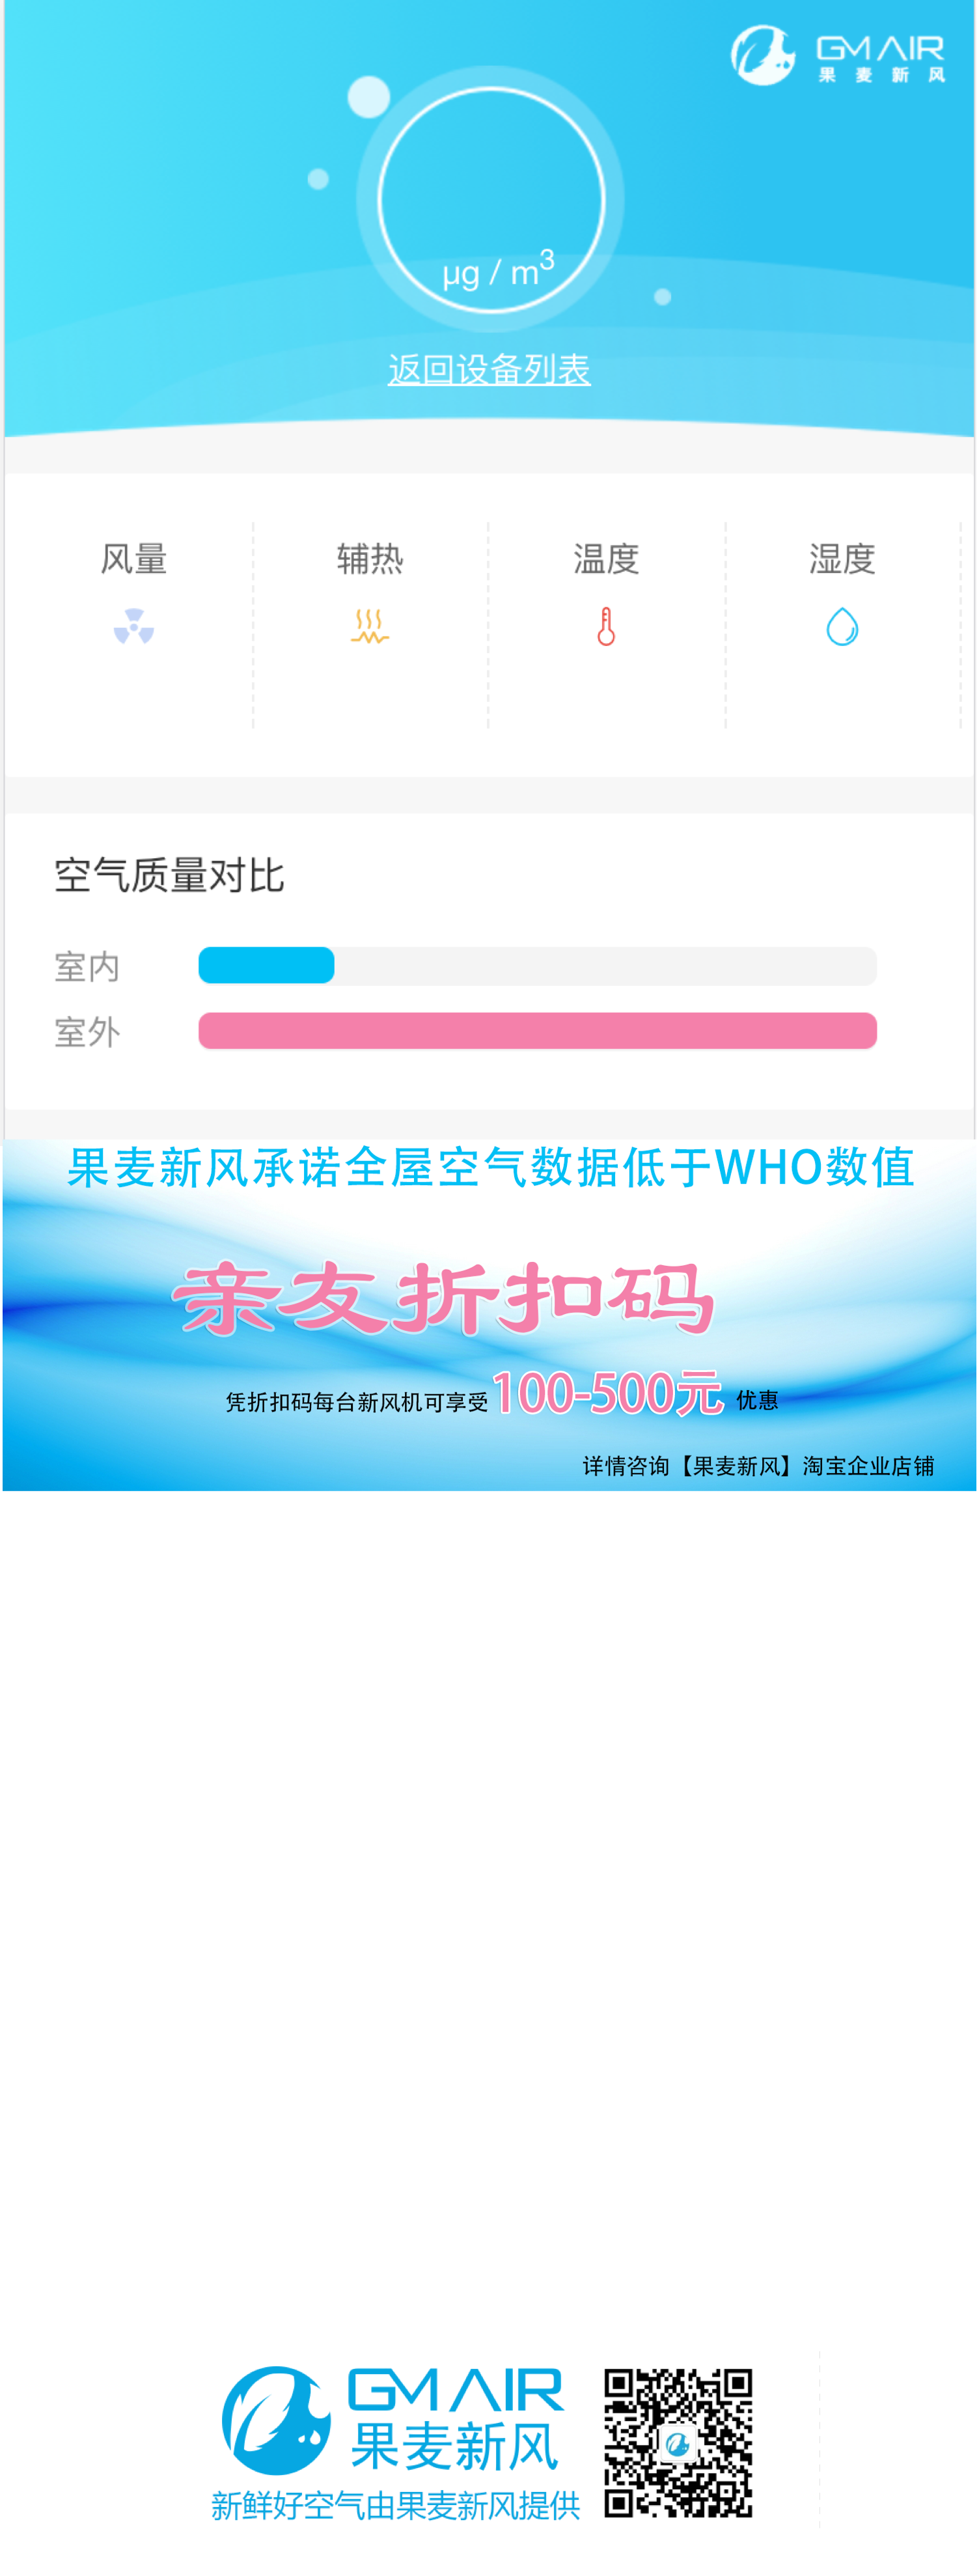 GM AIR
果麦新风
μg / m³
返回设备列表
风量 辅热 温度 湿度
空气质量对比
室内
室外
果麦新风承诺全屋空气数据低于WHO数值
亲友折扣码
凭折扣码每台新风机可享受100-500元 优惠
详情咨询【果麦新风】淘宝企业店铺
GM AIR
果麦新风
新鲜好空气由果麦新风提供